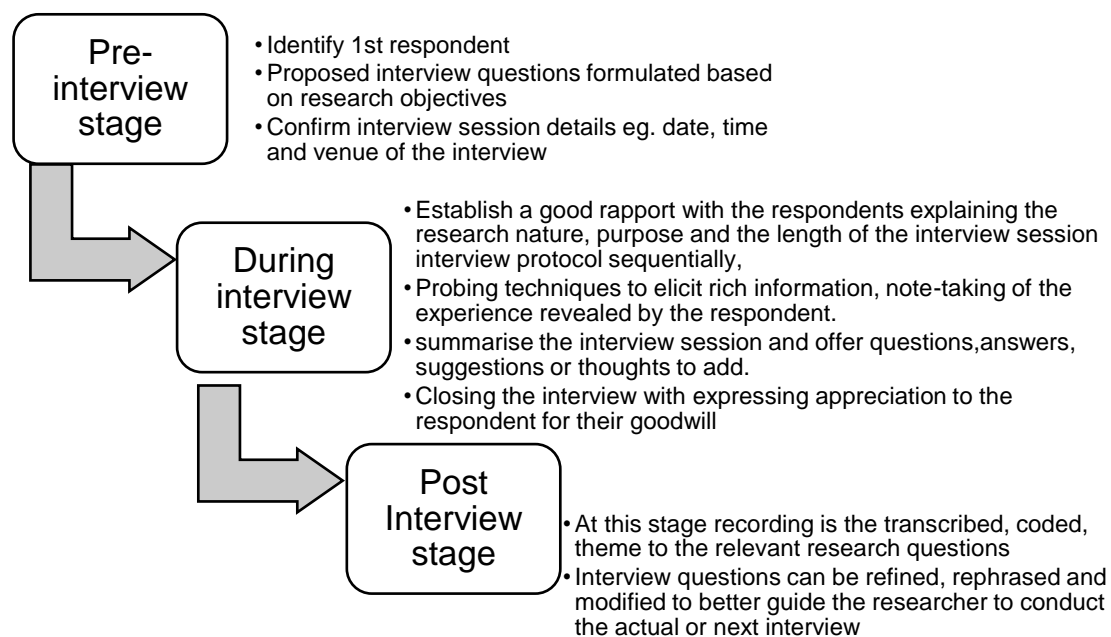 Pre-
interview
stage
• Identify 1st respondent
• Proposed interview questions formulated based
on research objectives
• Confirm interview session details eg. date, time
and venue of the interview
During
interview
stage
• Establish a good rapport with the respondents explaining the
research nature, purpose and the length of the interview session
interview protocol sequentially,
• Probing techniques to elicit rich information, note-taking of the
experience revealed by the respondent.
• summarise the interview session and offer questions,answers,
suggestions or thoughts to add.
• Closing the interview with expressing appreciation to the
respondent for their goodwill
Post
Interview
stage
• At this stage recording is the transcribed, coded,
theme to the relevant research questions
• Interview questions can be refined, rephrased and
modified to better guide the researcher to conduct
the actual or next interview